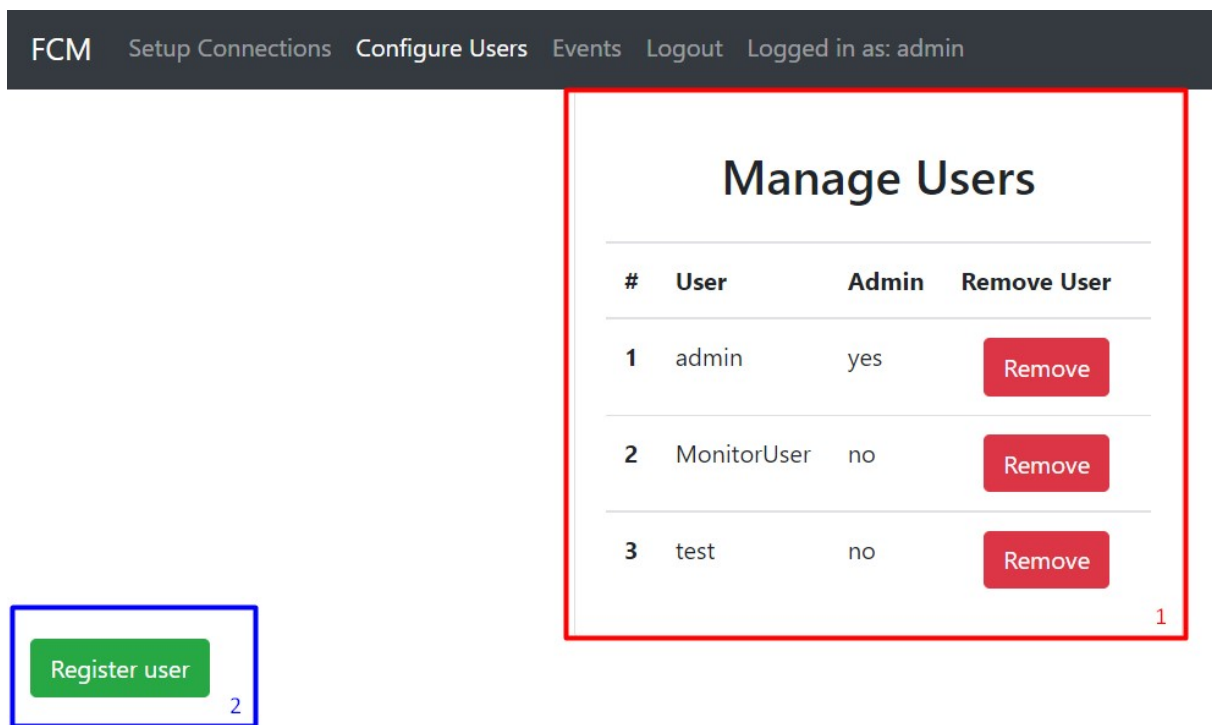 FCM Setup Connections Configure Users Events Logout Logged in as: admin
Manage Users
# User Admin Remove User
1 admin yes Remove
2 MonitorUser no Remove
3 test no Remove
1
Register user
2